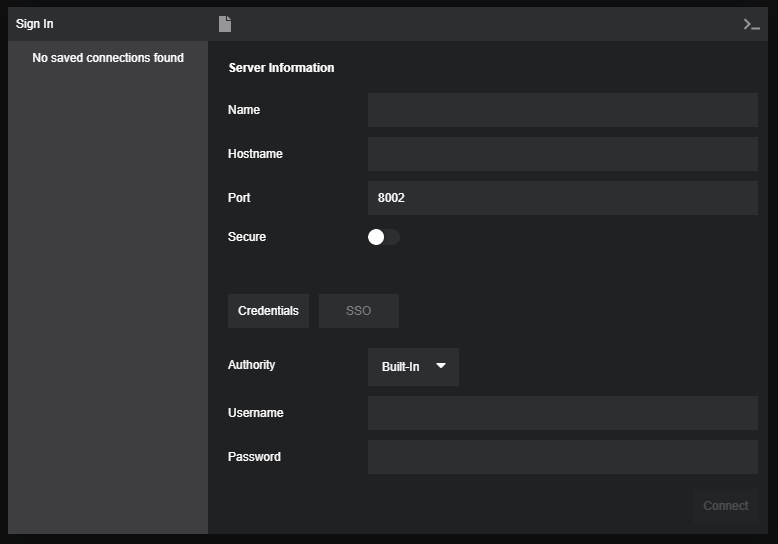 Sign In
No saved connections found
Server Information
Name
Hostname
Port
8002
Secure
Credentials
SSO
Authority
Built-In
Username
Password
Connect